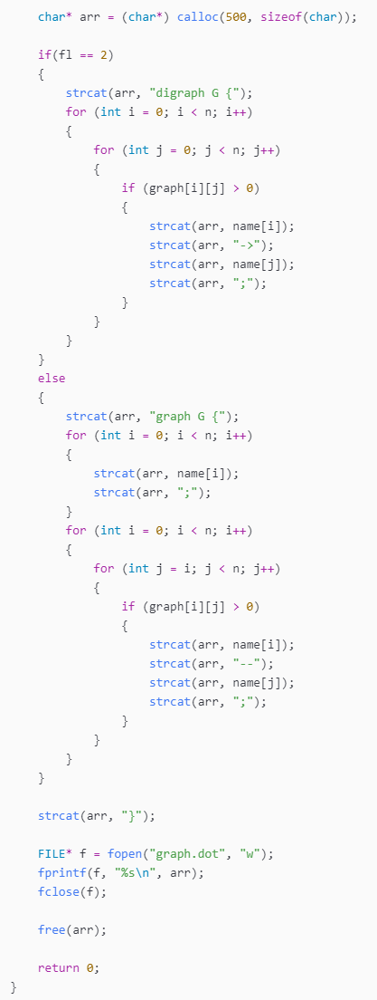 char* arr = (char*) calloc(500, sizeof(char));

    if(fl == 2)
    {
        strcat(arr, "digraph G {");
        for (int i = 0; i < n; i++)
        {
            for (int j = 0; j < n; j++)
            {
                if (graph[i][j] > 0)
                {
                    strcat(arr, name[i]);
                    strcat(arr, "->");
                    strcat(arr, name[j]);
                    strcat(arr, ";");
                }
            }
        }
    }
    else
    {
        strcat(arr, "graph G {");
        for (int i = 0; i < n; i++)
        {
            strcat(arr, name[i]);
            strcat(arr, ";");
        }
        for (int i = 0; i < n; i++)
        {
            for (int j = i; j < n; j++)
            {
                if (graph[i][j] > 0)
                {
                    strcat(arr, name[i]);
                    strcat(arr, "--");
                    strcat(arr, name[j]);
                    strcat(arr, ";");
                }
            }
        }
    }

    strcat(arr, "}");

    FILE* f = fopen("graph.dot", "w");
    fprintf(f, "%s\n", arr);
    fclose(f);

    free(arr);

    return 0;
}